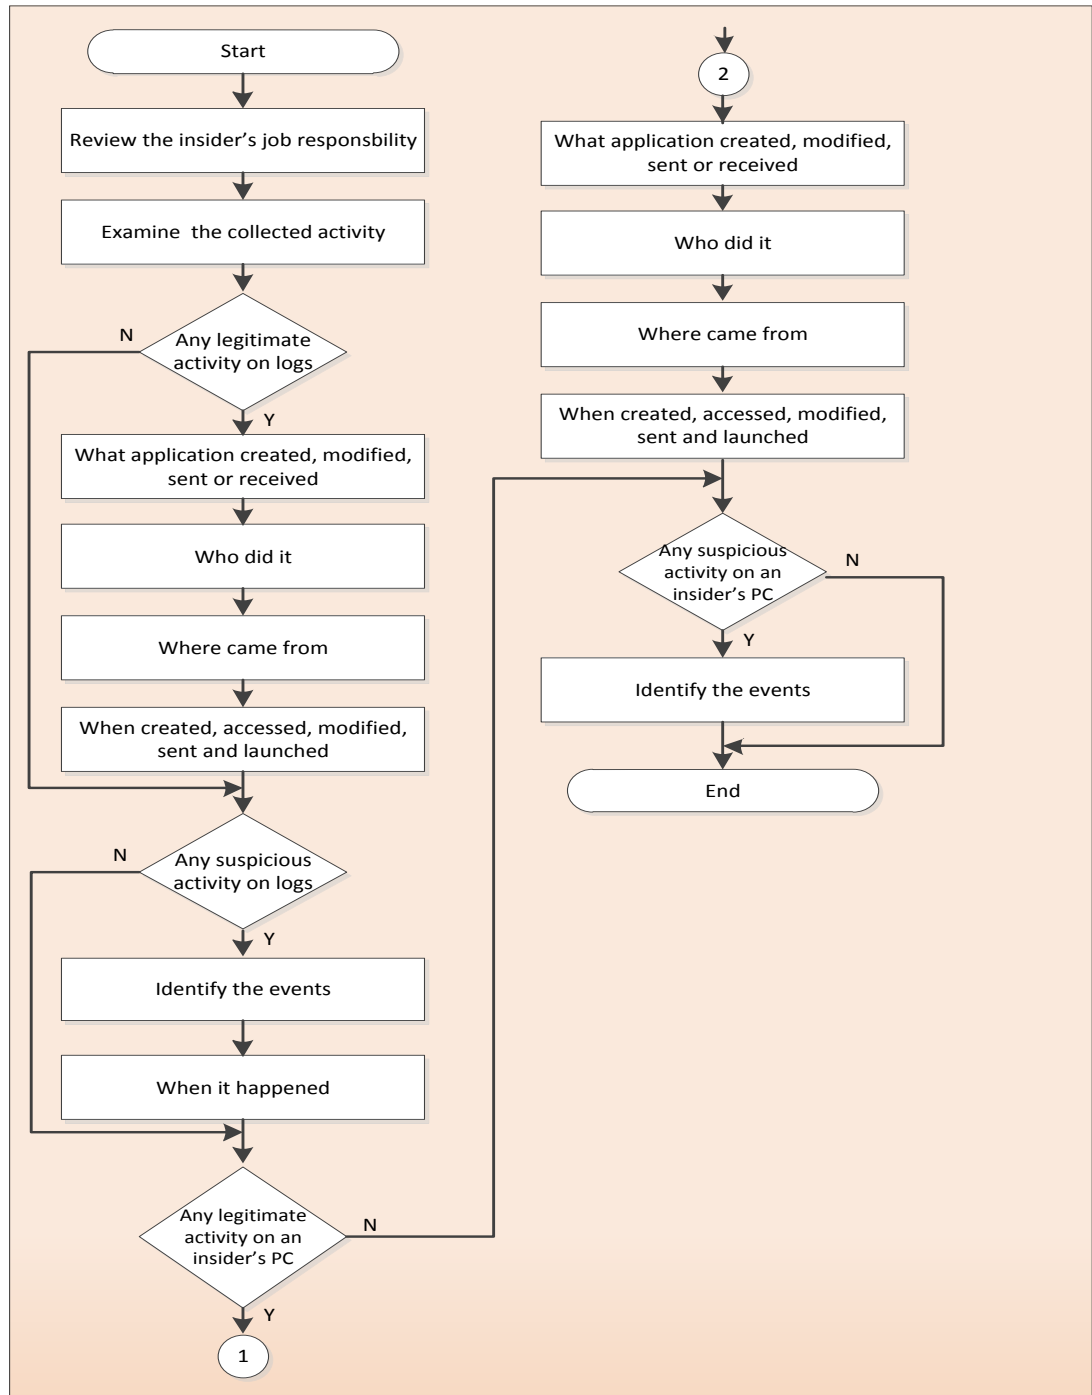 Start
Review the insider's job responsbility
Examine the collected activity
Any legitimate
activity on logs
N
Y
What application created, modified,
sent or received
Who did it
Where came from
When created, accessed, modified,
sent and launched
Any suspicious
activity on logs
N
Y
Identify the events
When it happened
Any legitimate
activity on an
insider's PC
N
Y
1
2
What application created, modified,
sent or received
Who did it
Where came from
When created, accessed, modified,
sent and launched
Any suspicious
activity on an
insider's PC
N
Y
Identify the events
End